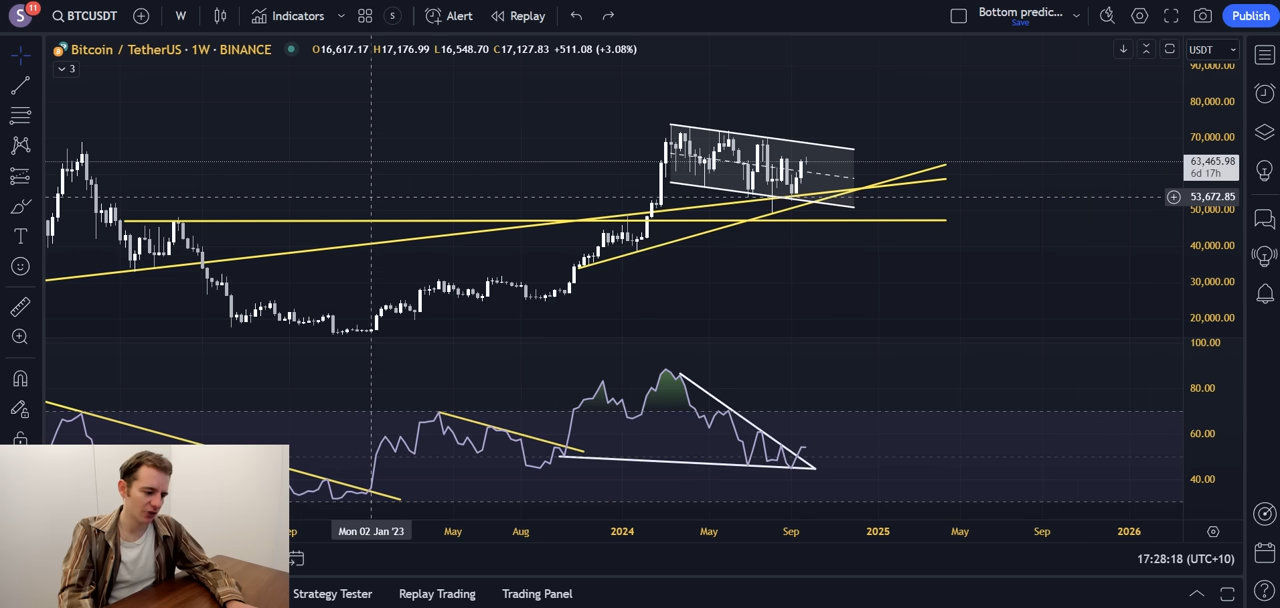 S 11 BTCUSDT W Indicators S Alert Replay Bottom predic... Save Publish
Bitcoin / TetherUS · 1W · BINANCE O16,617.17 H17,176.99 L16,548.70 C17,127.83 +511.08 (+3.08%) USDT
3
90,000.00
80,000.00
70,000.00
63,465.98
6d 17h
53,672.85
50,000.00
40,000.00
30,000.00
20,000.00
100.00
80.00
60.00
40.00
ep Mon 02 Jan '23 May Aug 2024 May Sep 2025 May Sep 2026
17:28:18 (UTC+10)
Strategy Tester Replay Trading Trading Panel